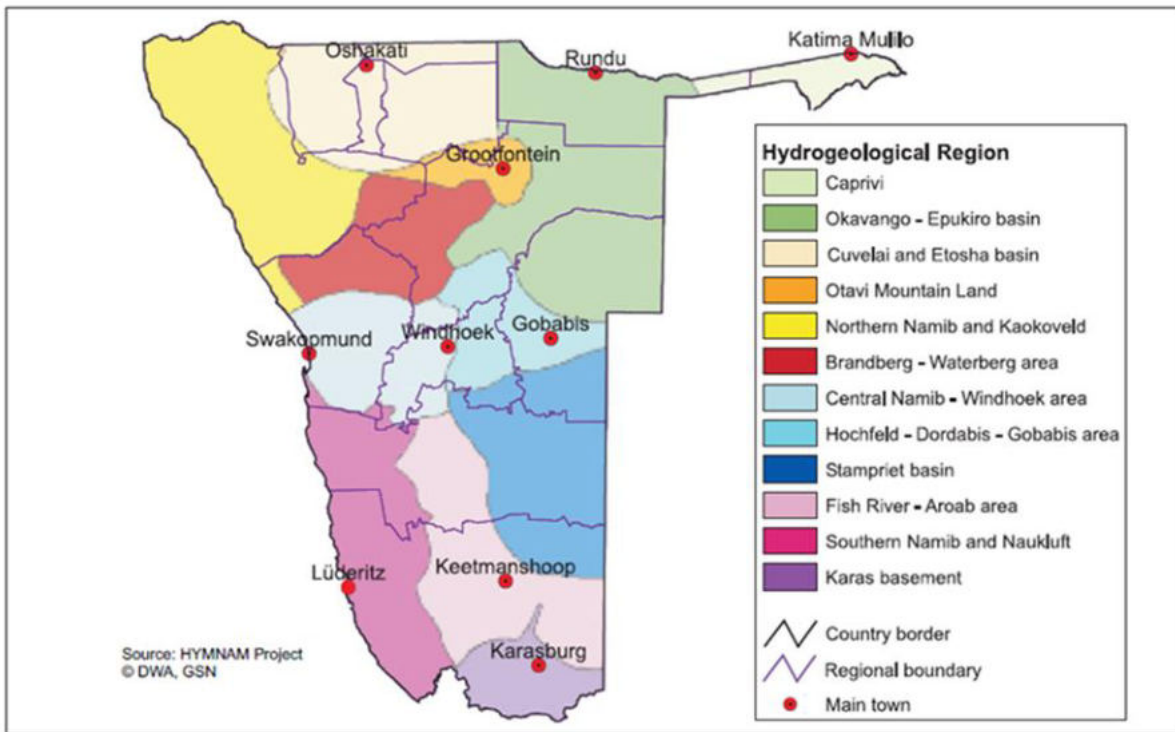 Oshakati
Rundu
Katima Mulilo
Grootfontein
Swakopmund
Windhoek
Gobabis
Lüderitz
Keetmanshoop
Karasburg
Source: HYMNAM Project
© DWA, GSN
Hydrogeological Region
Caprivi
Okavango - Epukiro basin
Cuvelai and Etosha basin
Otavi Mountain Land
Northern Namib and Kaokoveld
Brandberg - Waterberg area
Central Namib - Windhoek area
Hochfeld - Dordabis - Gobabis area
Stampriet basin
Fish River - Aroab area
Southern Namib and Naukluft
Karas basement
Country border
Regional boundary
Main town